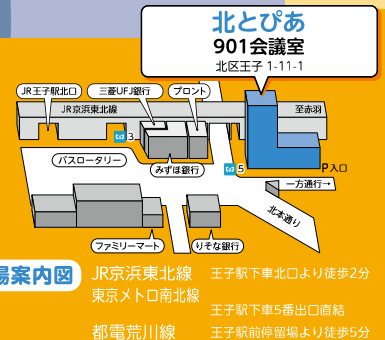 北とぴあ
901会議室
北区王子 1-11-1
JR王子駅北口
三菱UFJ銀行
プロント
JR京浜東北線
至赤羽
3
バスロータリー
みずほ銀行
5
P入口
一方通行→
北本通り
ファミリーマート
りそな銀行
場案内図
JR京浜東北線 王子駅下車北口より徒歩2分
東京メトロ南北線
王子駅下車5番出口直結
都電荒川線 王子駅前停留場より徒歩5分